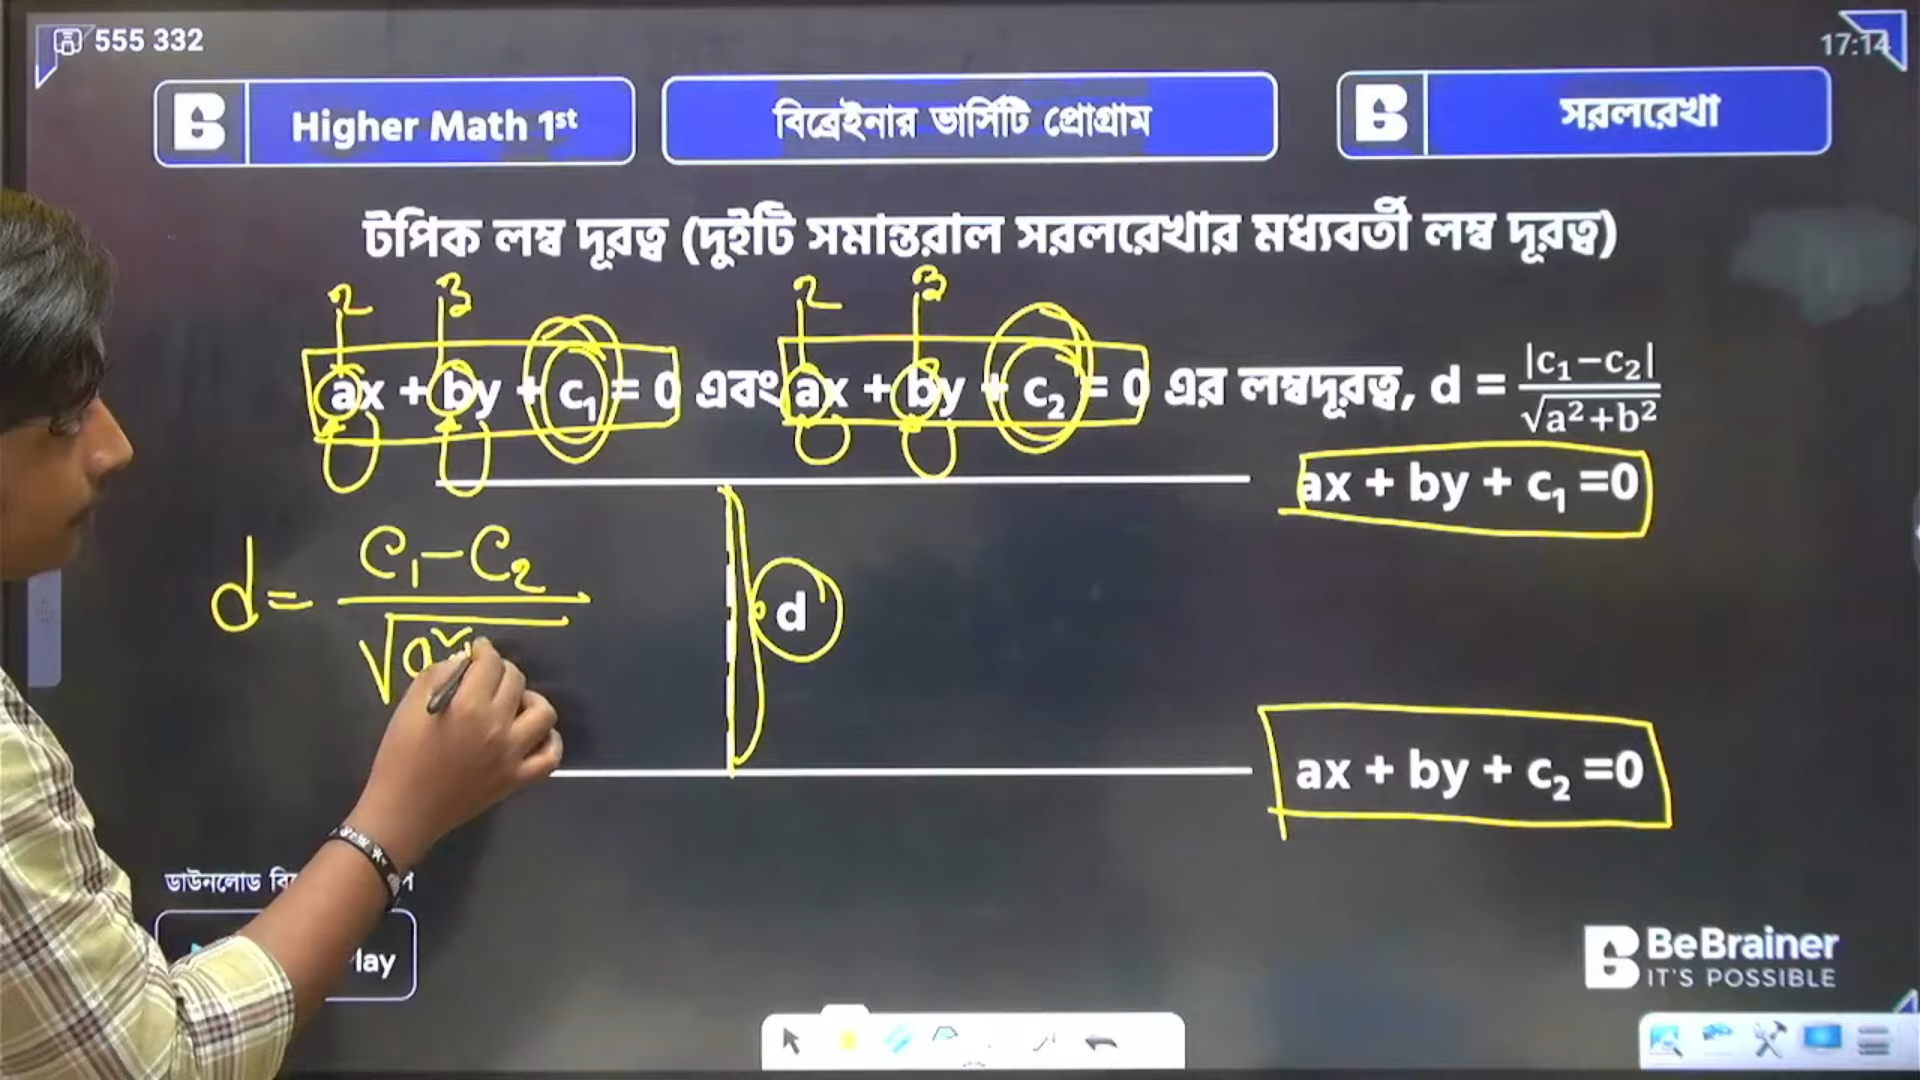 555 332
17:14
Higher Math 1st
বিব্রেইনার ভার্সিটি প্রোগ্রাম
সরলরেখা
টপিক লম্ব দূরত্ব (দুইটি সমান্তরাল সরলরেখার মধ্যবর্তী লম্ব দূরত্ব)
2 3 2 3
ax + by + c₁ = 0 এবং ax + by + c₂ = 0 এর লম্বদূরত্ব, d = |c₁−c₂| / √a²+b²
ax + by + c₁ =0
d = C₁−C₂ / √a²
d
ax + by + c₂ =0
ডাউনলোড
lay
BeBrainer
IT'S POSSIBLE